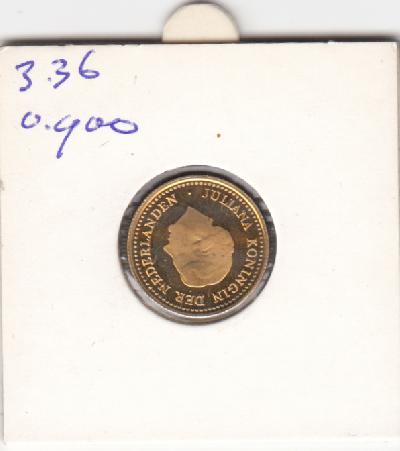 3.36
0.900
JULIANA KONINGIN DER NEDERLANDEN ·